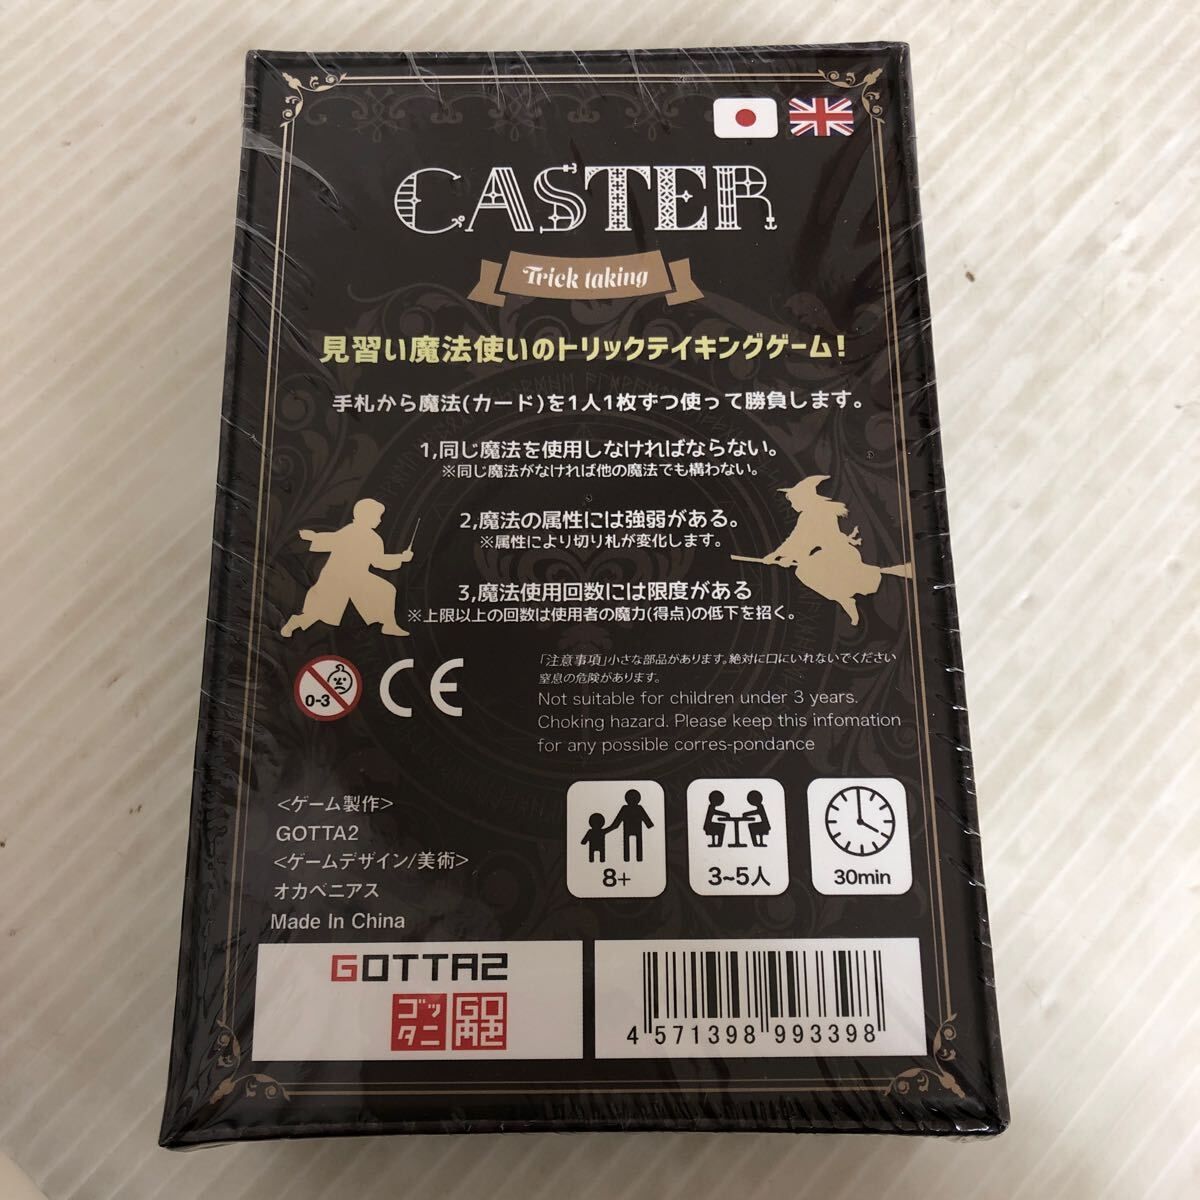 CASTER
Trick taking
見習い魔法使いのトリックテイキングゲーム!
手札から魔法(カード)を1人1枚ずつ使って勝負します。
1,同じ魔法を使用しなければならない。
※同じ魔法がなければ他の魔法でも構わない。
2,魔法の属性には強弱がある。
※属性により切り札が変化します。
3,魔法使用回数には限度がある
※上限以上の回数は使用者の魔力(得点)の低下を招く。
0-3
CE
「注意事項」小さな部品があります。絶対に口にいれないでください
窒息の危険があります。
Not suitable for children under 3 years.
Choking hazard. Please keep this infomation
for any possible corres-pondance
<ゲーム製作>
GOTTA2
<ゲームデザイン/美術>
オカベニアス
Made In China
8+
3~5人
30min
GOTTA2
ゴッ
タニ
4 571398 993398